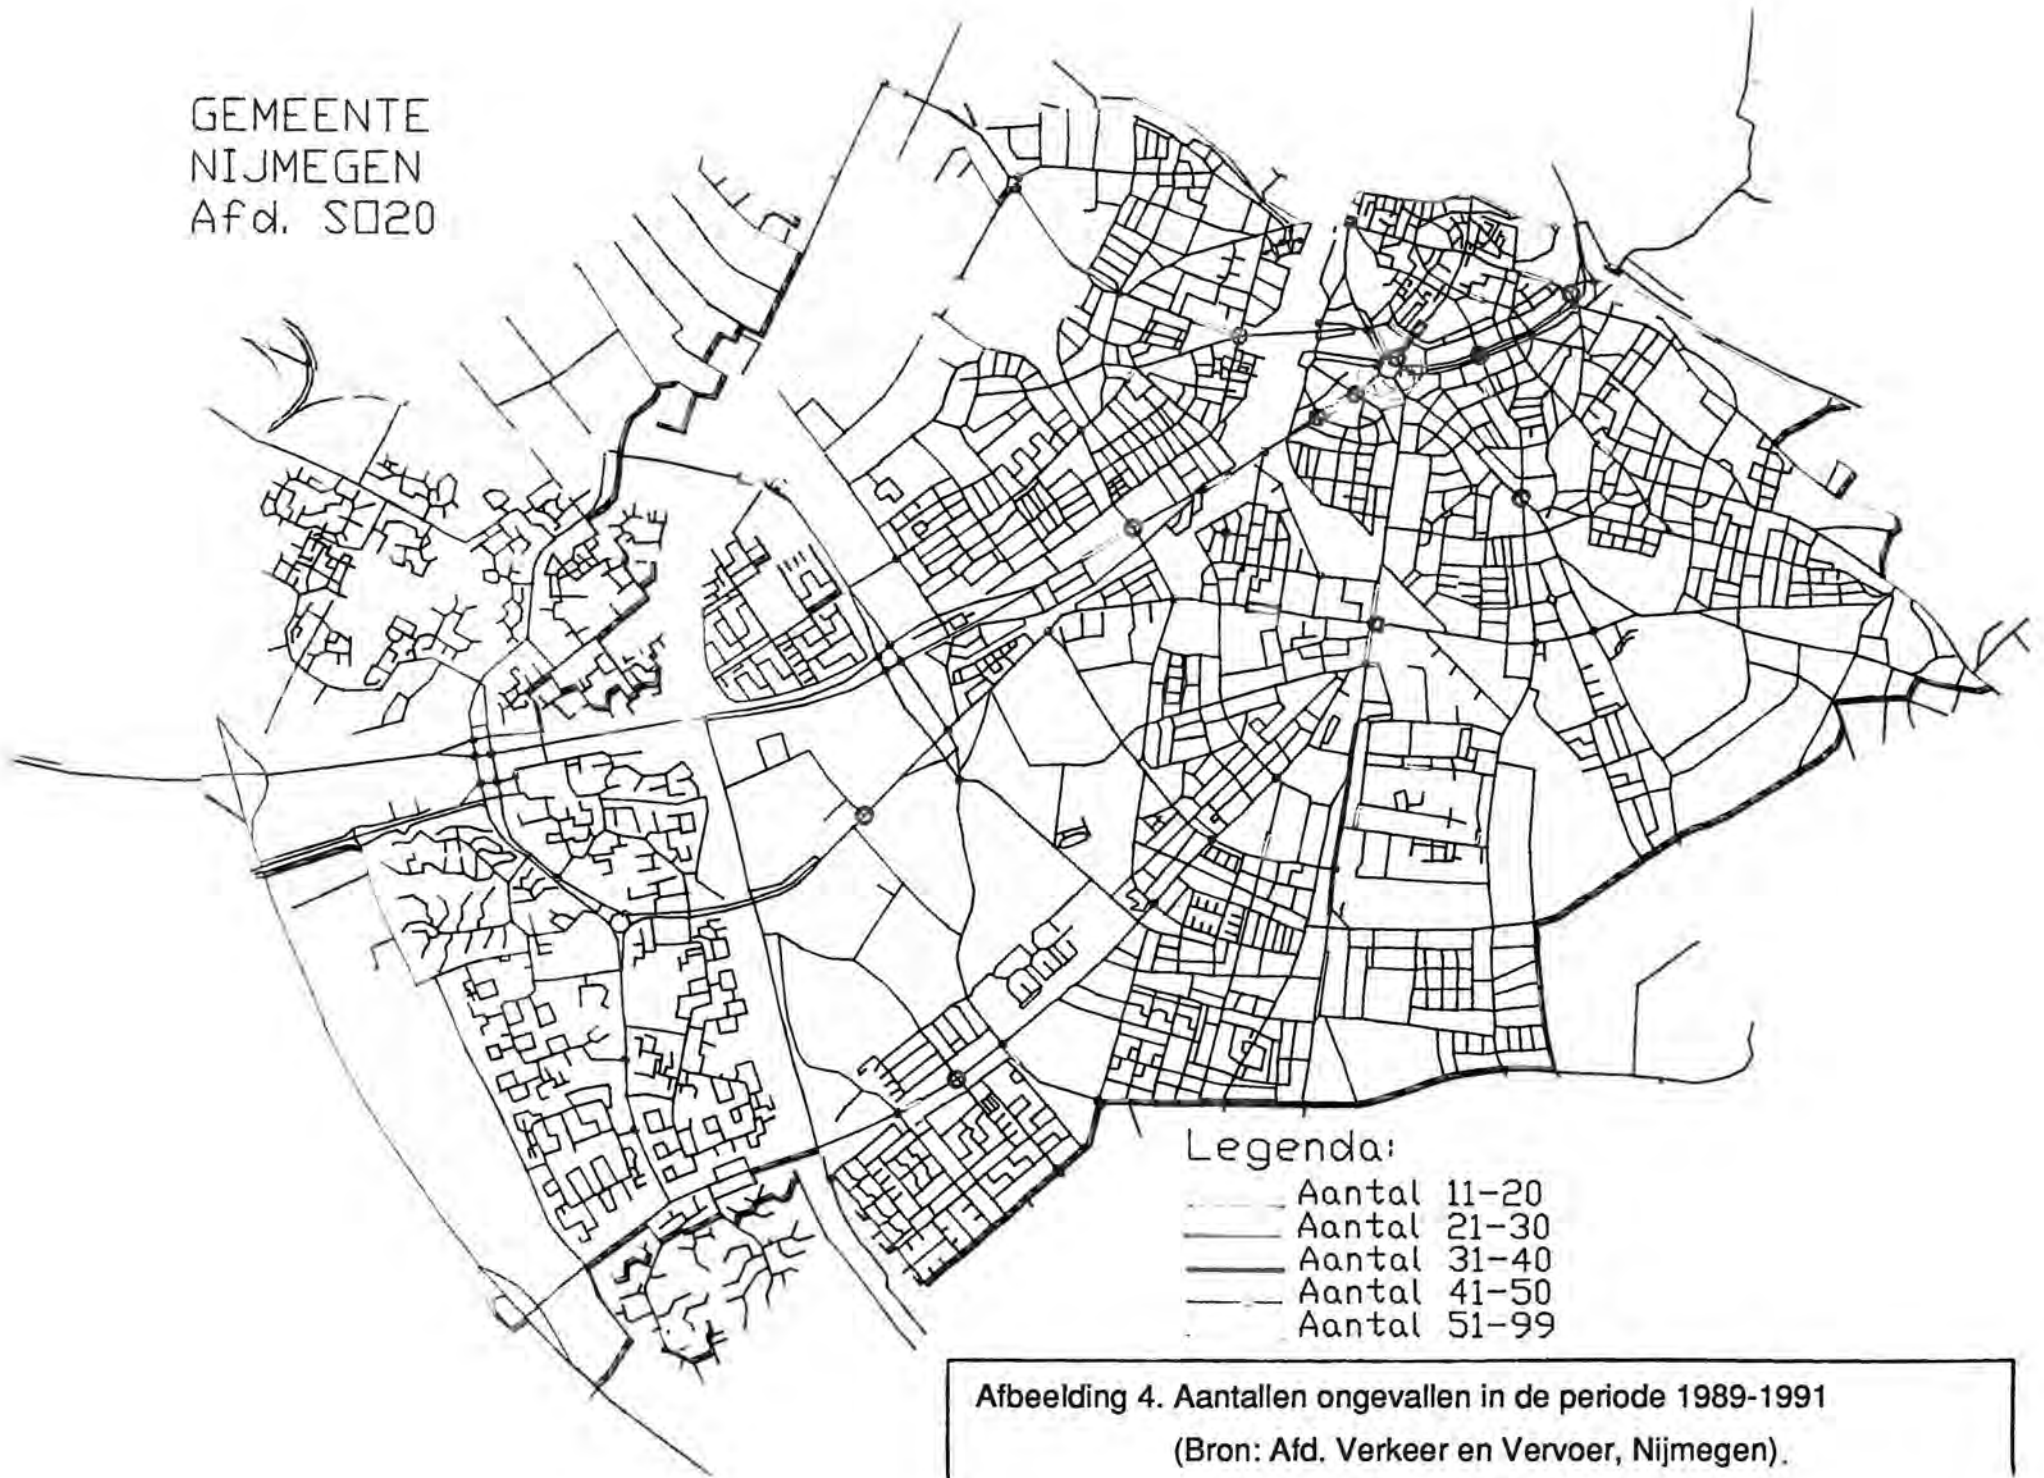 GEMEENTE
NIJMEGEN
Afd. SO20
Legenda:
Aantal 11-20
Aantal 21-30
Aantal 31-40
Aantal 41-50
Aantal 51-99
Afbeelding 4. Aantallen ongevallen in de periode 1989-1991
(Bron: Afd. Verkeer en Vervoer, Nijmegen).